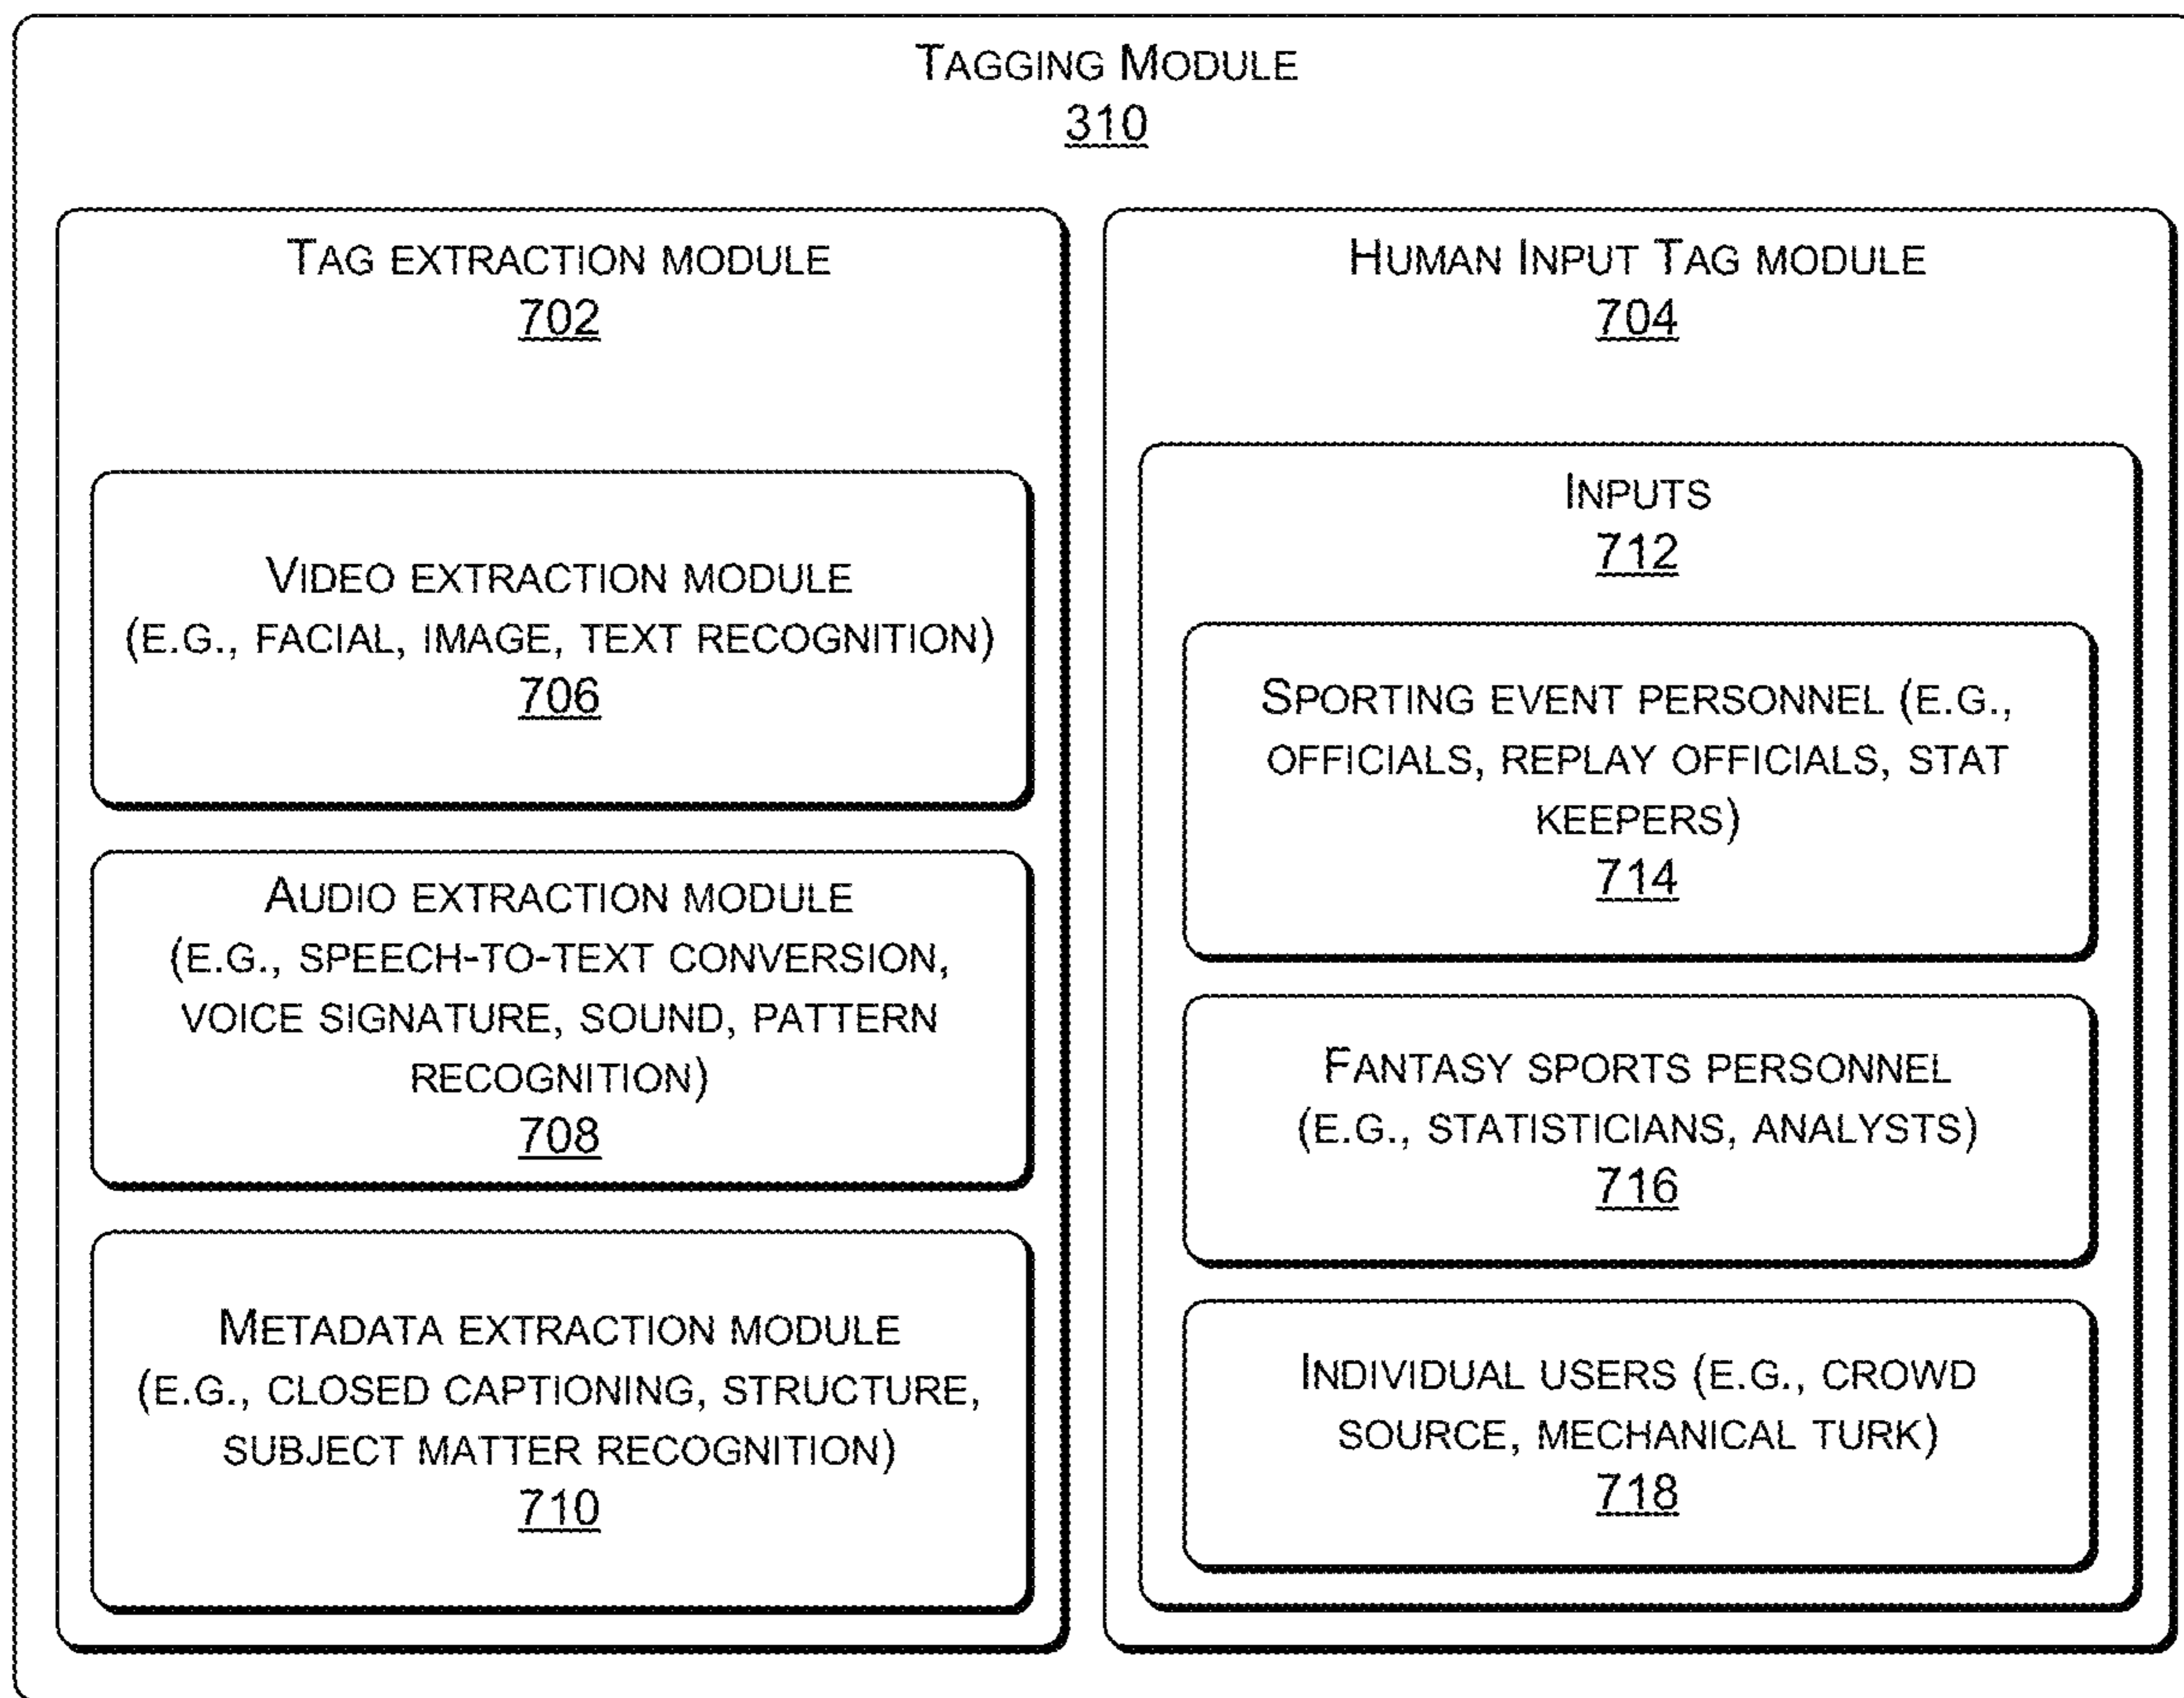 TAGGING MODULE
310
TAG EXTRACTION MODULE
702
VIDEO EXTRACTION MODULE
(E.G., FACIAL, IMAGE, TEXT RECOGNITION)
706
AUDIO EXTRACTION MODULE
(E.G., SPEECH-TO-TEXT CONVERSION,
VOICE SIGNATURE, SOUND, PATTERN
RECOGNITION)
708
METADATA EXTRACTION MODULE
(E.G., CLOSED CAPTIONING, STRUCTURE,
SUBJECT MATTER RECOGNITION)
710
HUMAN INPUT TAG MODULE
704
INPUTS
712
SPORTING EVENT PERSONNEL (E.G.,
OFFICIALS, REPLAY OFFICIALS, STAT
KEEPERS)
714
FANTASY SPORTS PERSONNEL
(E.G., STATISTICIANS, ANALYSTS)
716
INDIVIDUAL USERS (E.G., CROWD
SOURCE, MECHANICAL TURK)
718